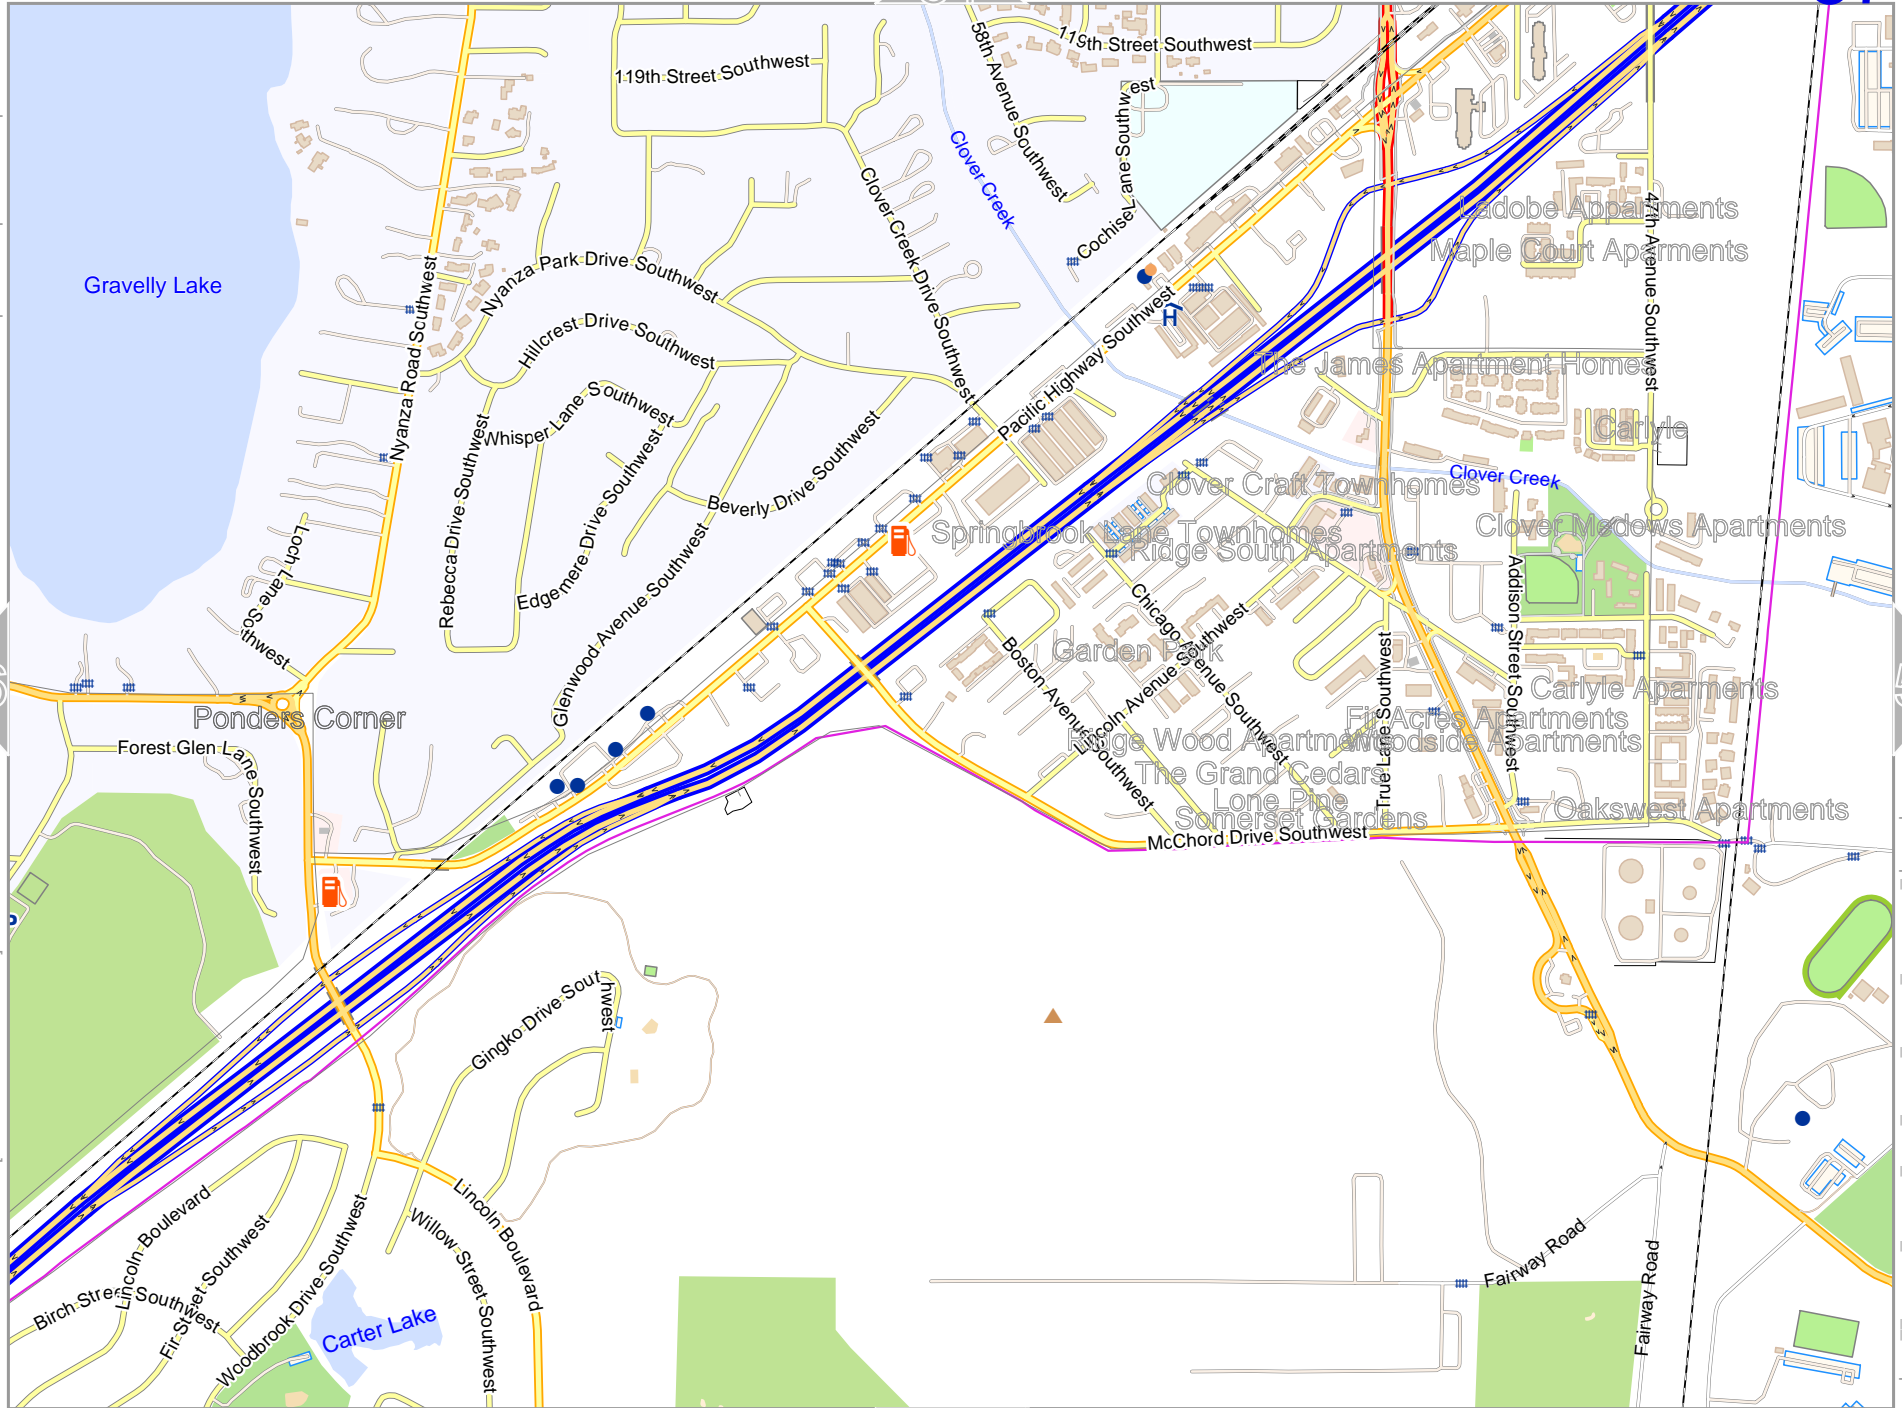 119th Street Southwest
58th Avenue Southwest
119th Street Southwest
Cochise Lane Southwest
Clover Creek
Clover Creek Drive Southwest
Ladobe Appartments
Maple Court Aparments
47th Avenue Southwest
Gravelly Lake
Nyanza Road Southwest
Nyanza Park Drive Southwest
Hillcrest Drive Southwest
H
Pacific Highway Southwest
The James Apartment Homes
Whisper Lane Southwest
Carlyle
Rebecca Drive Southwest
Edgemere Drive Southwest
Beverly Drive Southwest
Clover Creek
Clover Craft Townhomes
Springbrook Lane Townhomes
Ridge South Apartments
Clover Medows Apartments
Loch Lane Southwest
Glenwood Avenue Southwest
Addison Street Southwest
Chicago Avenue Southwest
Garden Park
Boston Avenue Southwest
Lincoln Avenue Southwest
True Lane Southwest
Carlyle Aparments
Ponders Corner
Fir Acres Apartments
Ridge Wood Apartments
Woodside Apartments
Forest Glen Lane Southwest
The Grand Cedars
Lone Pine
Somerset Gardens
Oakswest Apartments
McChord Drive Southwest
Gingko Drive Southwest
Lincoln Boulevard
Lincoln Boulevard
Willow Street Southwest
Fir Street Southwest
Woodbrook Drive Southwest
Birch Street Southwest
Carter Lake
Fairway Road
Fairway Road